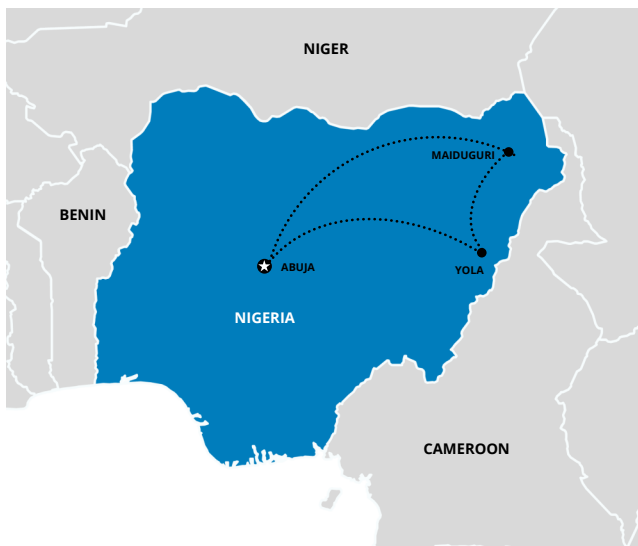 NIGER
MAIDUGURI
BENIN
ABUJA
YOLA
NIGERIA
CAMEROON